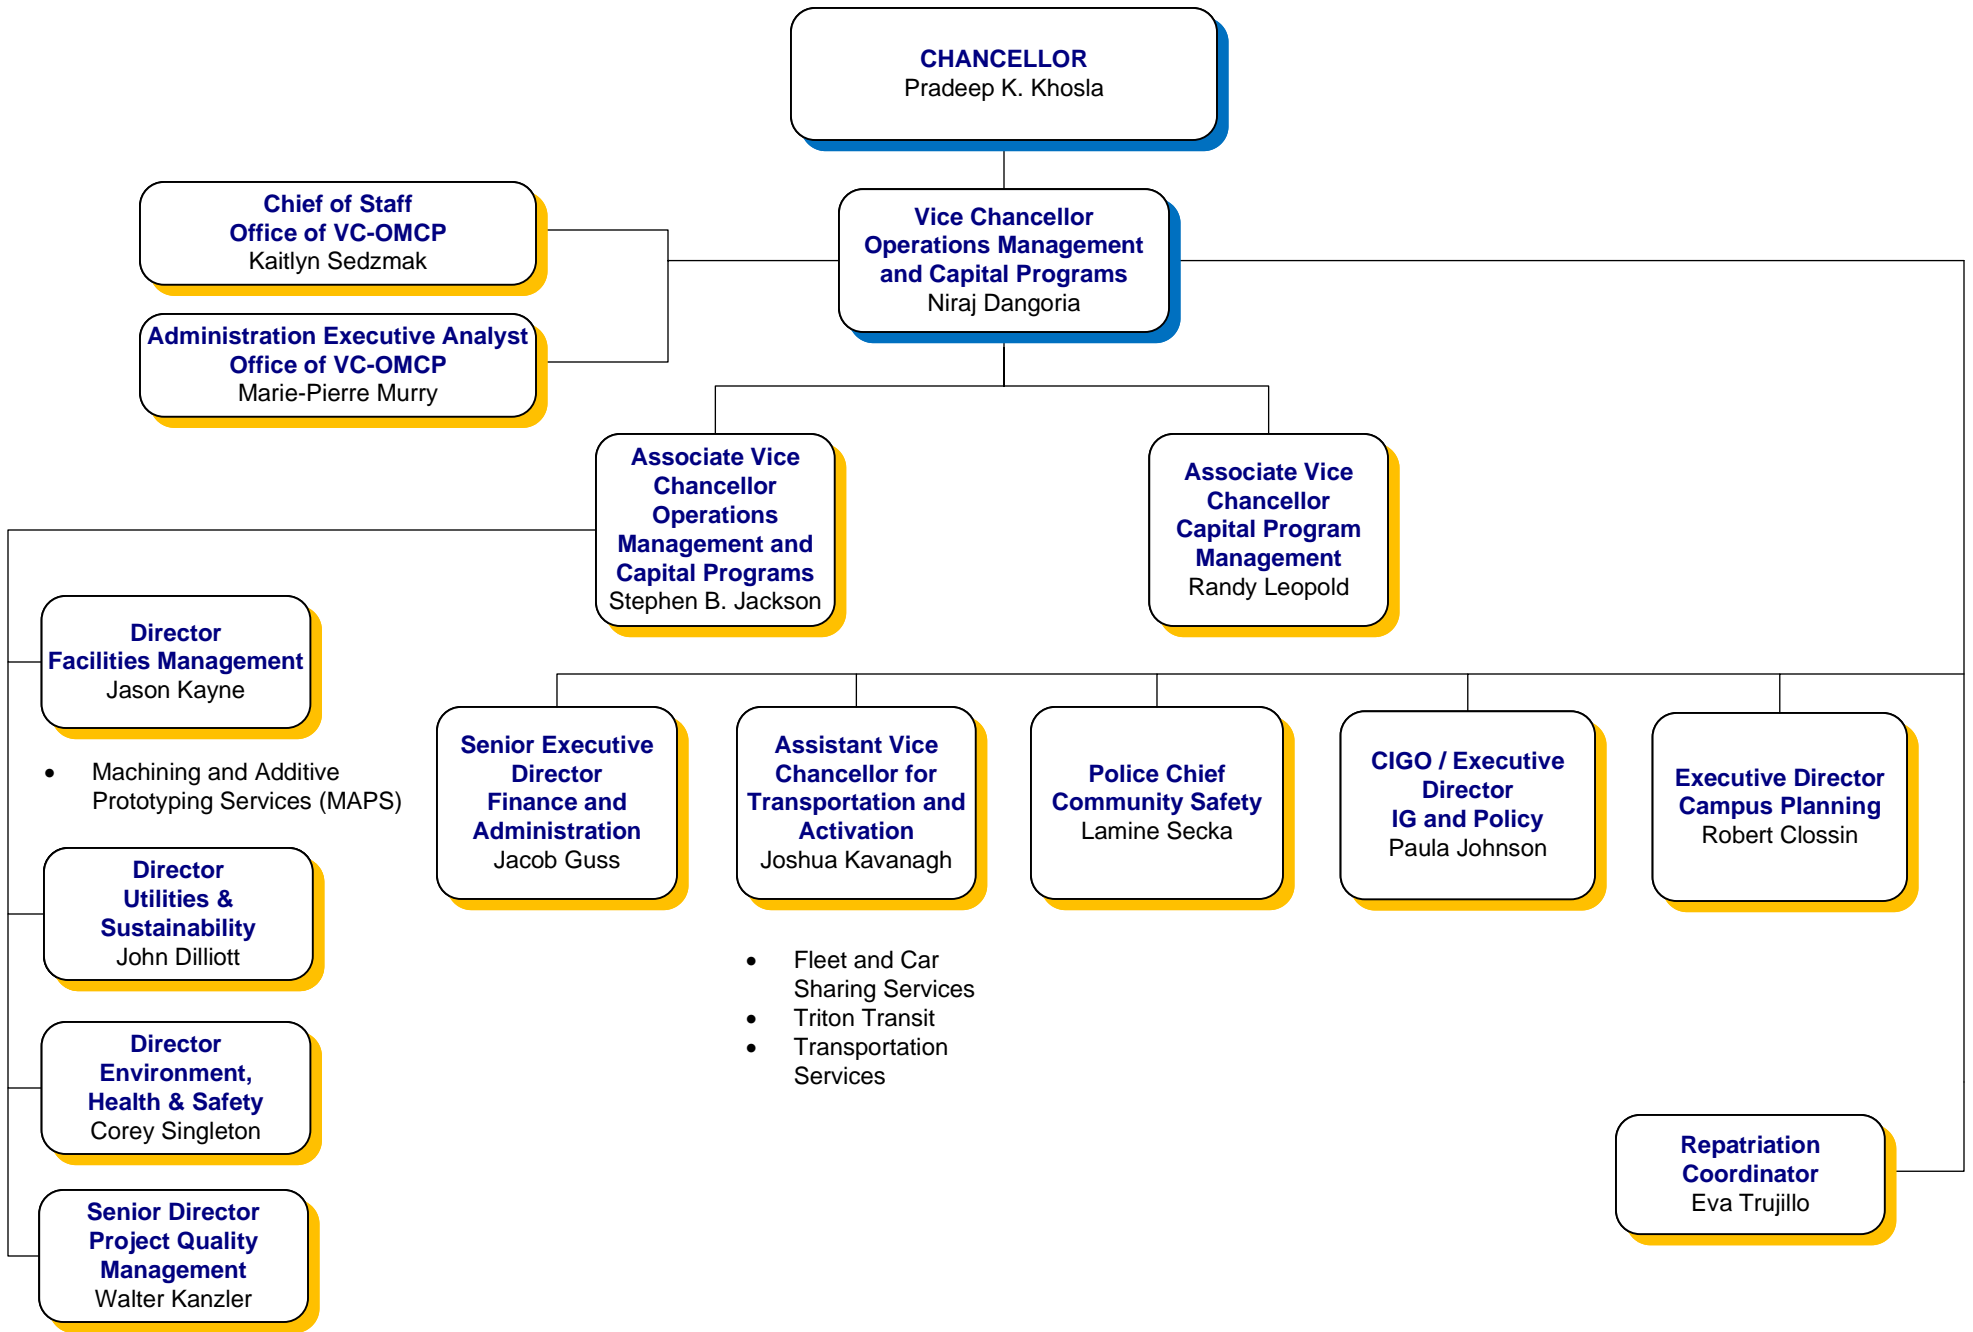 CHANCELLOR
Pradeep K. Khosla
Chief of Staff
Office of VC-OMCP
Kaitlyn Sedzmak
Vice Chancellor
Operations Management
and Capital Programs
Niraj Dangoria
Administration Executive Analyst
Office of VC-OMCP
Marie-Pierre Murry
Associate Vice
Chancellor
Operations
Management and
Capital Programs
Stephen B. Jackson
Associate Vice
Chancellor
Capital Program
Management
Randy Leopold
Director
Facilities Management
Jason Kayne
• Machining and Additive
Prototyping Services (MAPS)
Director
Utilities &
Sustainability
John Dilliott
Director
Environment,
Health & Safety
Corey Singleton
Senior Director
Project Quality
Management
Walter Kanzler
Senior Executive
Director
Finance and
Administration
Jacob Guss
Assistant Vice
Chancellor for
Transportation and
Activation
Joshua Kavanagh
• Fleet and Car
Sharing Services
• Triton Transit
• Transportation
Services
Police Chief
Community Safety
Lamine Secka
CIGO / Executive
Director
IG and Policy
Paula Johnson
Executive Director
Campus Planning
Robert Clossin
Repatriation
Coordinator
Eva Trujillo